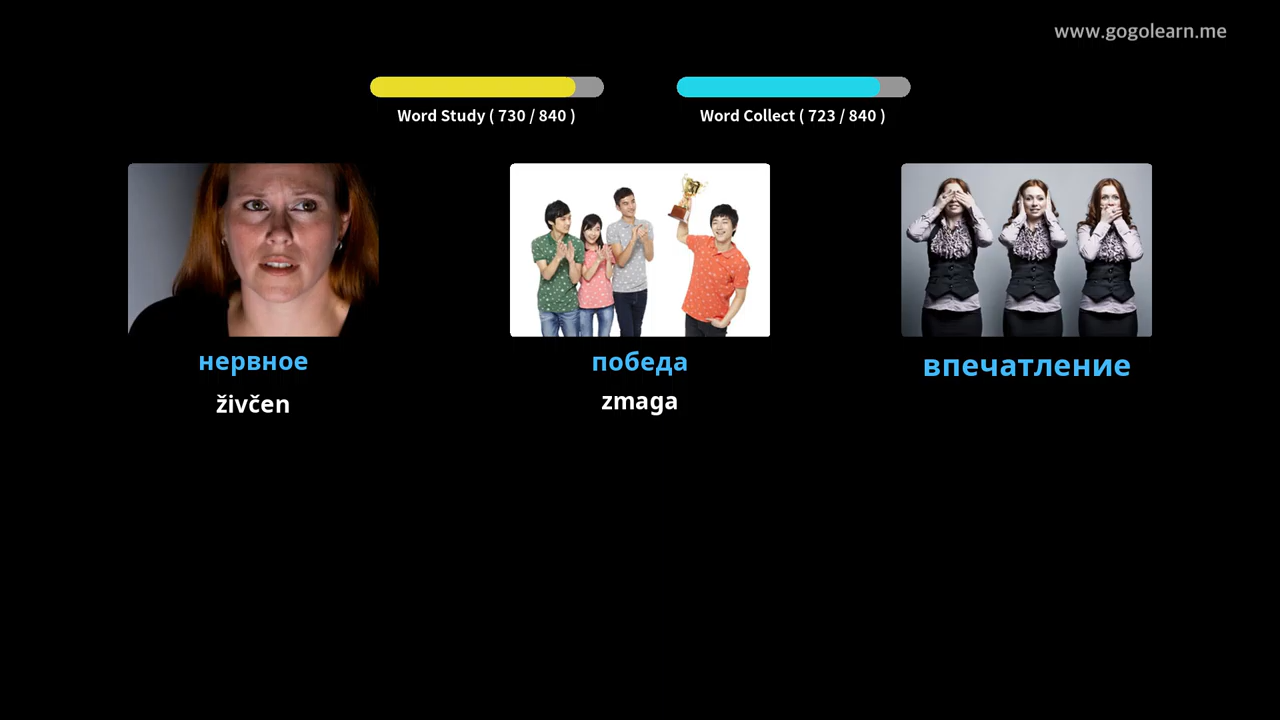 www.gogolearn.me
Word Study ( 730 / 840 )
Word Collect ( 723 / 840 )
нервное
победа
впечатление
živčen
zmaga